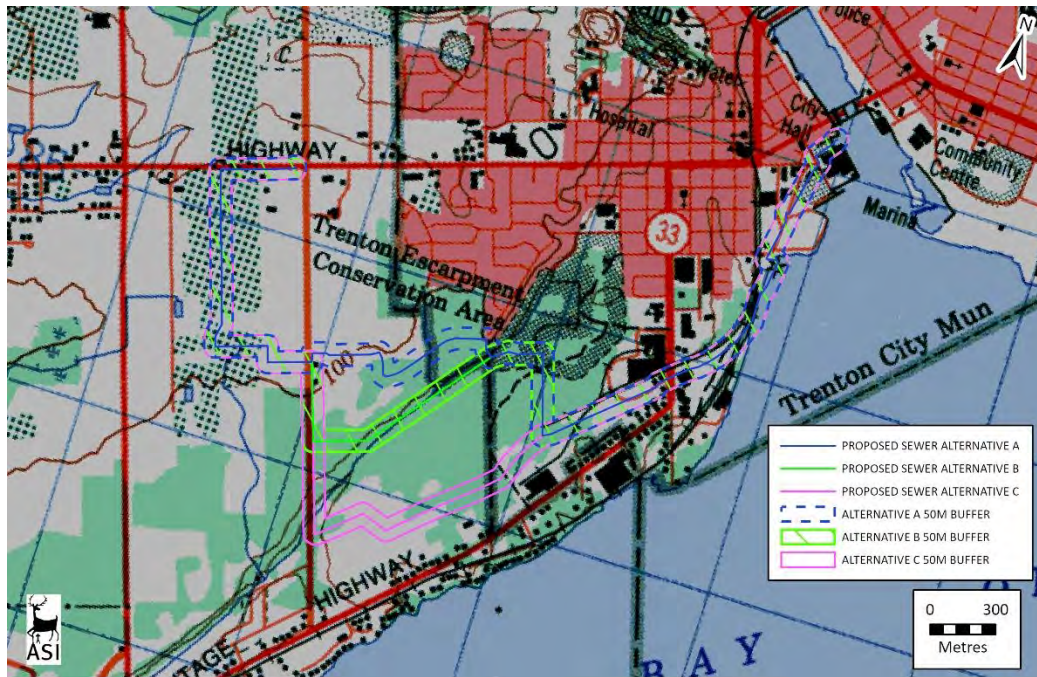 N
Police
Water
Hospital
City
Hall
Community
Centre
Marina
C
HIGHWAY
33
Trenton Escarpment
Conservation Area
100
Trenton City Mun
PROPOSED SEWER ALTERNATIVE A
PROPOSED SEWER ALTERNATIVE B
PROPOSED SEWER ALTERNATIVE C
ALTERNATIVE A 50M BUFFER
ALTERNATIVE B 50M BUFFER
ALTERNATIVE C 50M BUFFER
HIGHWAY
TAGE
BAY
0 300
Metres
ASI